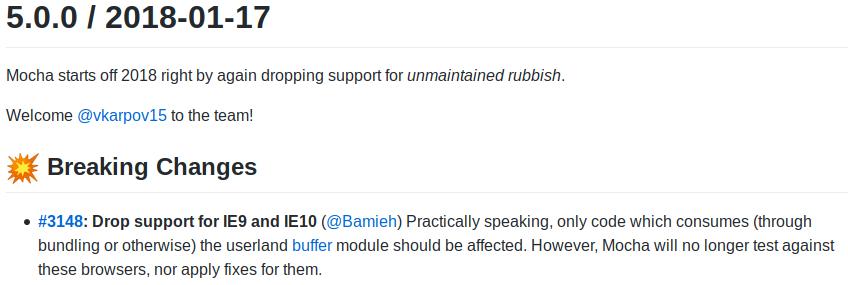 5.0.0 / 2018-01-17
Mocha starts off 2018 right by again dropping support for unmaintained rubbish.
Welcome @vkarpov15 to the team!
Breaking Changes
• #3148: Drop support for IE9 and IE10 (@Bamieh) Practically speaking, only code which consumes (through
bundling or otherwise) the userland buffer module should be affected. However, Mocha will no longer test against
these browsers, nor apply fixes for them.